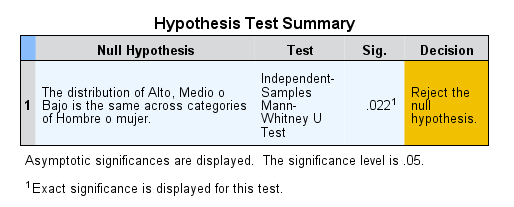 Hypothesis Test Summary
Null Hypothesis Test Sig. Decision
1 The distribution of Alto, Medio o
Bajo is the same across categories
of Hombre o mujer.
Independent-
Samples
Mann-
Whitney U
Test
.022¹
Reject the
null
hypothesis.
Asymptotic significances are displayed. The significance level is .05.
¹Exact significance is displayed for this test.